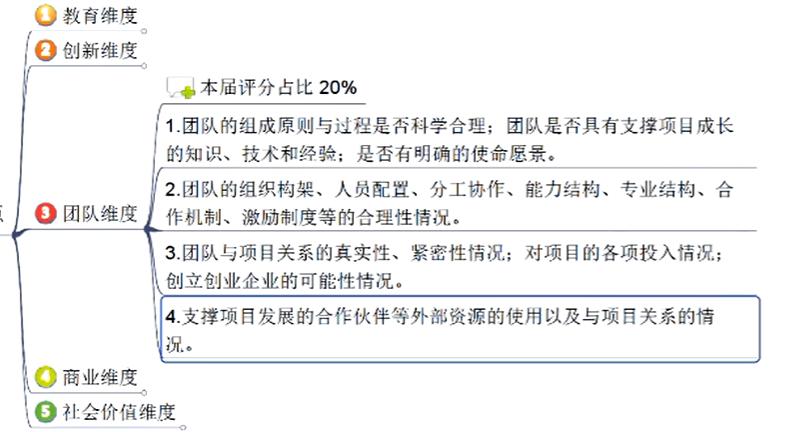 1 教育维度
2 创新维度
本届评分占比 20%
1.团队的组成原则与过程是否科学合理；团队是否具有支撑项目成长
的知识、技术和经验；是否有明确的使命愿景。
2.团队的组织构架、人员配置、分工协作、能力结构、专业结构、合
作机制、激励制度等的合理性情况。
3 团队维度
3.团队与项目关系的真实性、紧密性情况；对项目的各项投入情况；
创立创业企业的可能性情况。
4.支撑项目发展的合作伙伴等外部资源的使用以及与项目关系的情
况。
4 商业维度
5 社会价值维度